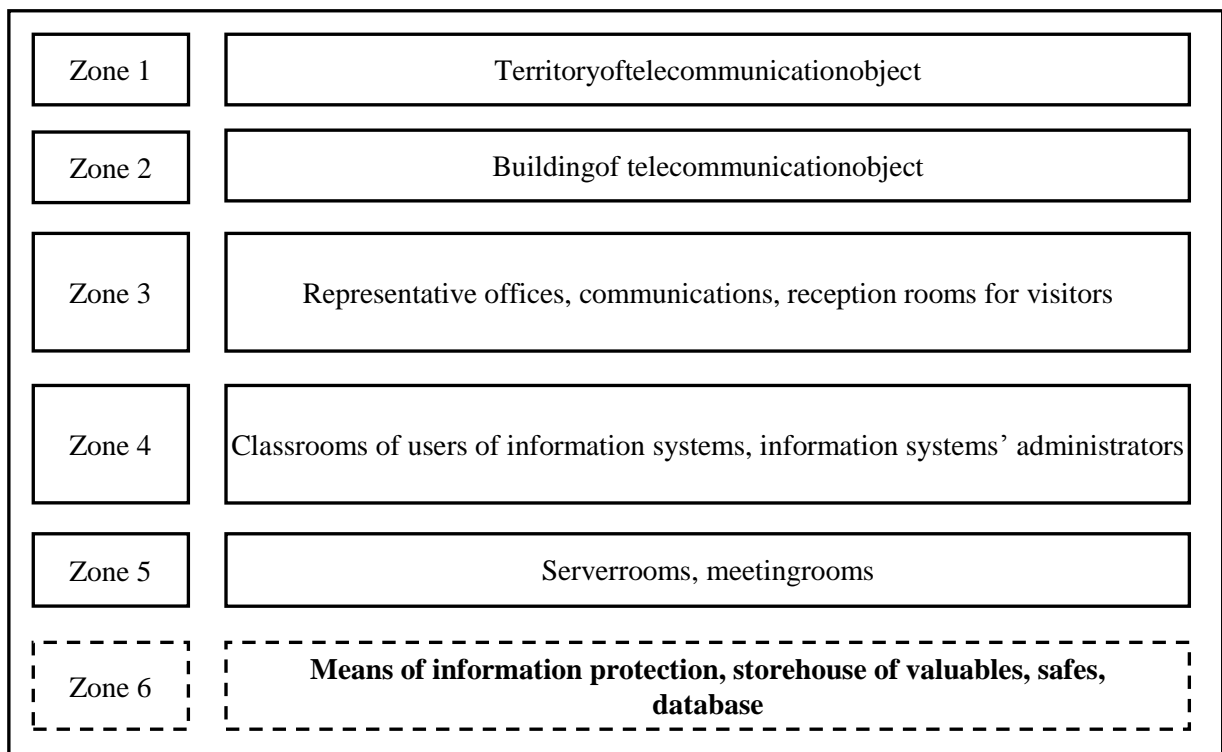 Zone 1
Territoryoftelecommunicationobject
Zone 2
Buildingof telecommunicationobject
Zone 3
Representative offices, communications, reception rooms for visitors
Zone 4
Classrooms of users of information systems, information systems’ administrators
Zone 5
Serverrooms, meetingrooms
Zone 6
Means of information protection, storehouse of valuables, safes,
database